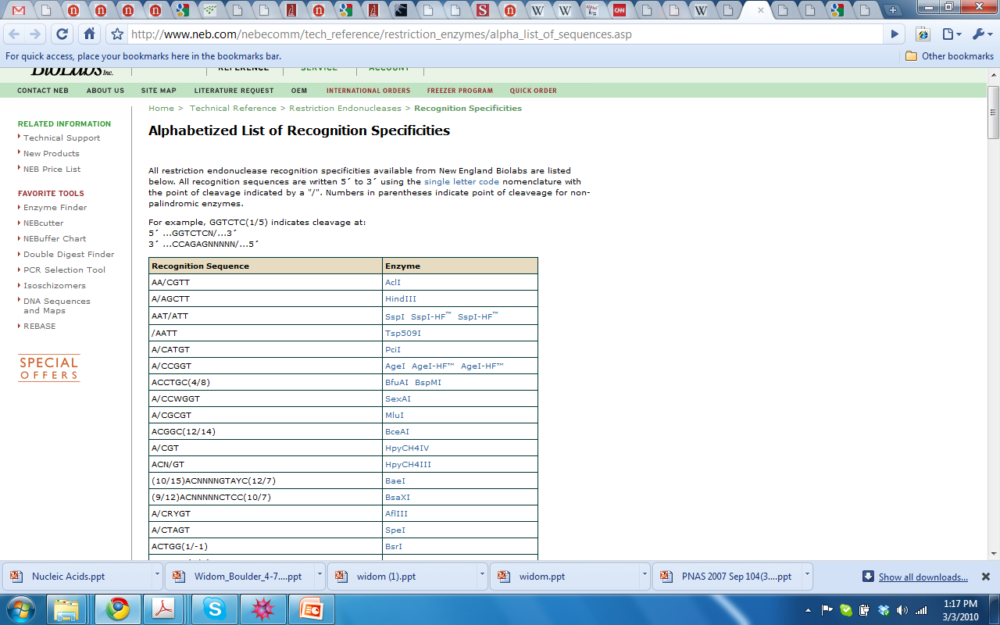 http://www.neb.com/nebecomm/tech_reference/restriction_enzymes/alpha_list_of_sequences.asp
For quick access, place your bookmarks here in the bookmarks bar.
Other bookmarks
BioLabs Inc.
REFERENCE SERVICE ACCOUNT
CONTACT NEB ABOUT US SITE MAP LITERATURE REQUEST OEM INTERNATIONAL ORDERS FREEZER PROGRAM QUICK ORDER
Home > Technical Reference > Restriction Endonucleases > Recognition Specificities
RELATED INFORMATION
Technical Support
New Products
NEB Price List
FAVORITE TOOLS
Enzyme Finder
NEBcutter
NEBuffer Chart
Double Digest Finder
PCR Selection Tool
Isoschizomers
DNA Sequences
and Maps
REBASE
SPECIAL
OFFERS
Alphabetized List of Recognition Specificities
All restriction endonuclease recognition specificities available from New England Biolabs are listed
below. All recognition sequences are written 5´ to 3´ using the single letter code nomenclature with
the point of cleavage indicated by a "/". Numbers in parentheses indicate point of cleaveage for non-
palindromic enzymes.
For example, GGTCTC(1/5) indicates cleavage at:
5´ ...GGTCTCN/...3´
3´ ...CCAGAGNNNNN/...5´
Recognition Sequence Enzyme
AA/CGTT AclI
A/AGCTT HindIII
AAT/ATT SspI SspI-HF™ SspI-HF™
/AATT Tsp509I
A/CATGT PciI
A/CCGGT AgeI AgeI-HF™ AgeI-HF™
ACCTGC(4/8) BfuAI BspMI
A/CCWGGT SexAI
A/CGCGT MluI
ACGGC(12/14) BceAI
A/CGT HpyCH4IV
ACN/GT HpyCH4III
(10/15)ACNNNNGTAYC(12/7) BaeI
(9/12)ACNNNNNCTCC(10/7) BsaXI
A/CRYGT AflIII
A/CTAGT SpeI
ACTGG(1/-1) BsrI
Nucleic Acids.ppt Widom_Boulder_4-7....ppt widom (1).ppt widom.ppt PNAS 2007 Sep 104(3....ppt Show all downloads...
1:17 PM
3/3/2010